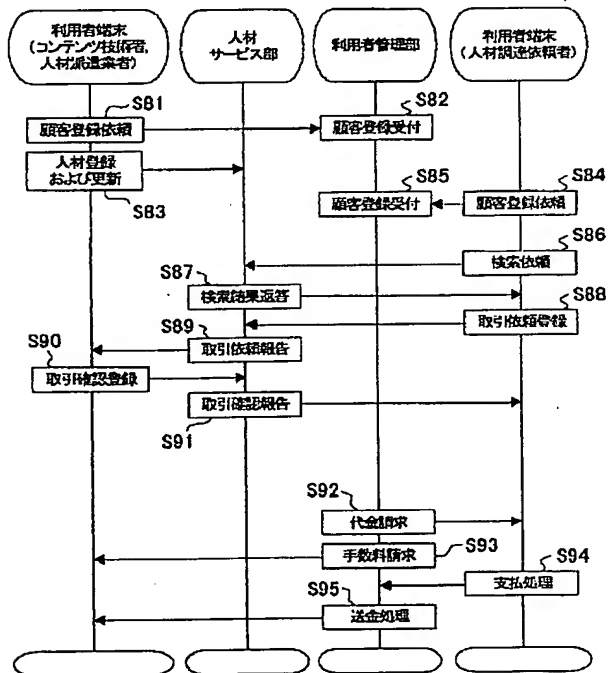 利用者端末
(コンテンツ技術者,
人材派遣業者)
人材
サービス部
利用者管理部
利用者端末
(人材調達依頼者)
S81
顧客登録依頼
S82
顧客登録受付
人材登録
および更新
S83
S85
顧客登録受付
S84
顧客登録依頼
S86
検索依頼
S87
検索結果返答
S88
取引依頼登録
S89
取引依頼報告
S90
取引確認登録
取引確認報告
S91
S92
代金請求
手数料請求
S93
S94
支払処理
S95
送金処理